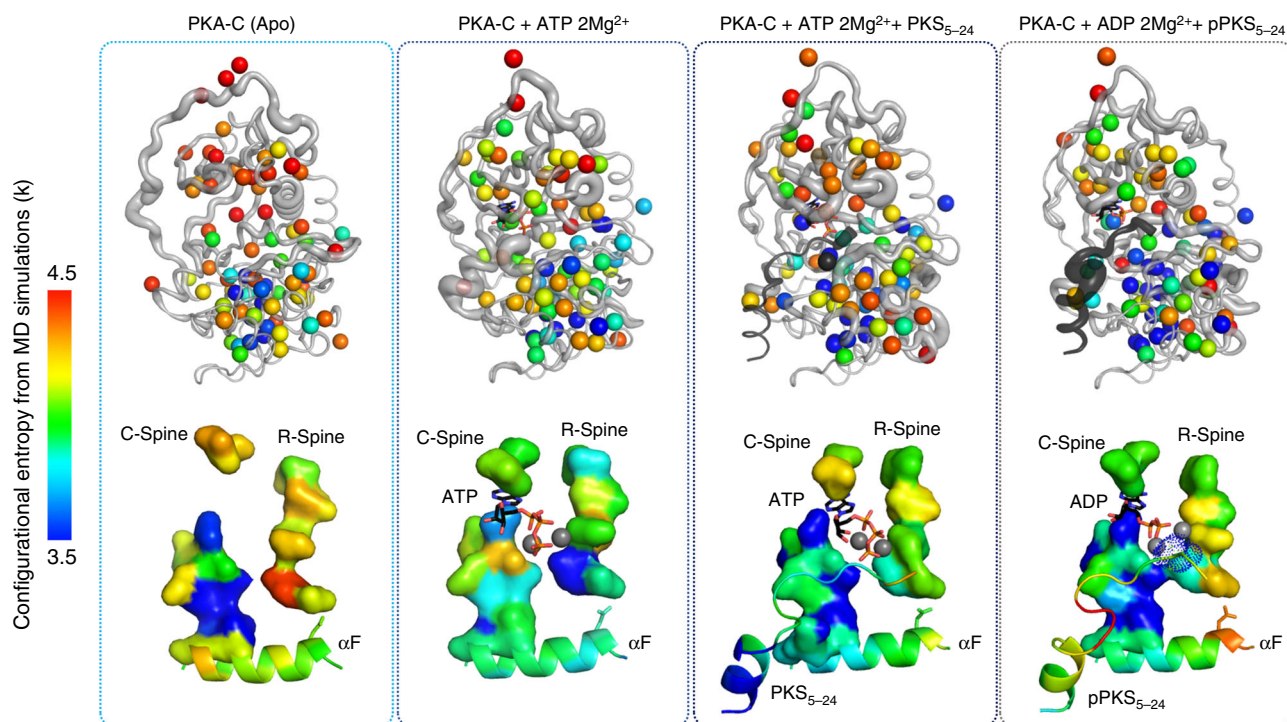 PKA-C (Apo)
PKA-C + ATP 2Mg²⁺
PKA-C + ATP 2Mg²⁺+ PKS₅₋₂₄
PKA-C + ADP 2Mg²⁺+ pPKS₅₋₂₄
Configurational entropy from MD simulations (k)
4.5
3.5
C-Spine
R-Spine
αF
C-Spine
R-Spine
ATP
αF
C-Spine
R-Spine
ATP
αF
PKS₅₋₂₄
C-Spine
R-Spine
ADP
αF
pPKS₅₋₂₄